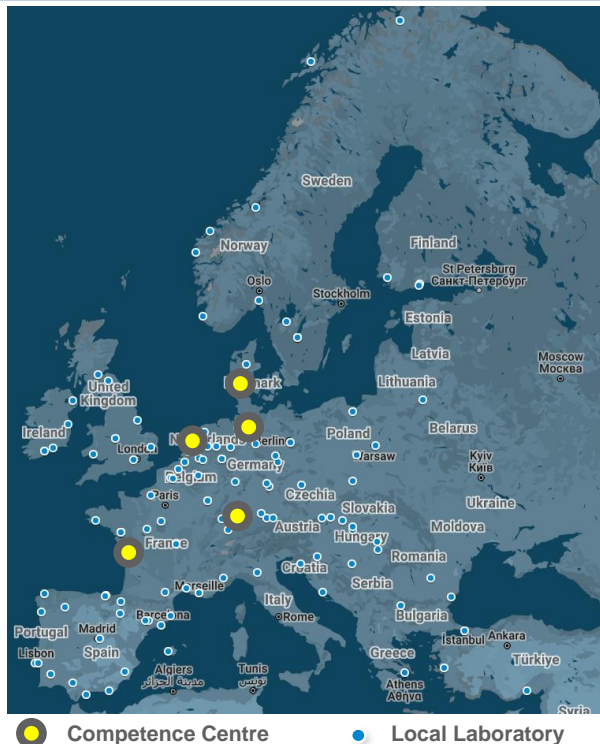 Sweden
Norway
Finland
Oslo
St Petersburg
Санкт-Петербург
Stockholm
Estonia
Latvia
Moscow
Москва
Lithuania
United
Kingdom
Ireland
London
Berlin
Poland
Belarus
Warsaw
Germany
Belgium
Kyiv
Київ
Paris
Czechia
Ukraine
Slovakia
Austria
Moldova
France
Hungary
Romania
Croatia
Serbia
Marseille
Italy
Bulgaria
Barcelona
Rome
Portugal
Madrid
İstanbul
Ankara
Lisbon
Spain
Greece
Türkiye
Algiers
مدينة الجزائر
Tunis
تونس
Athens
Αθήνα
Syria
Competence Centre
Local Laboratory